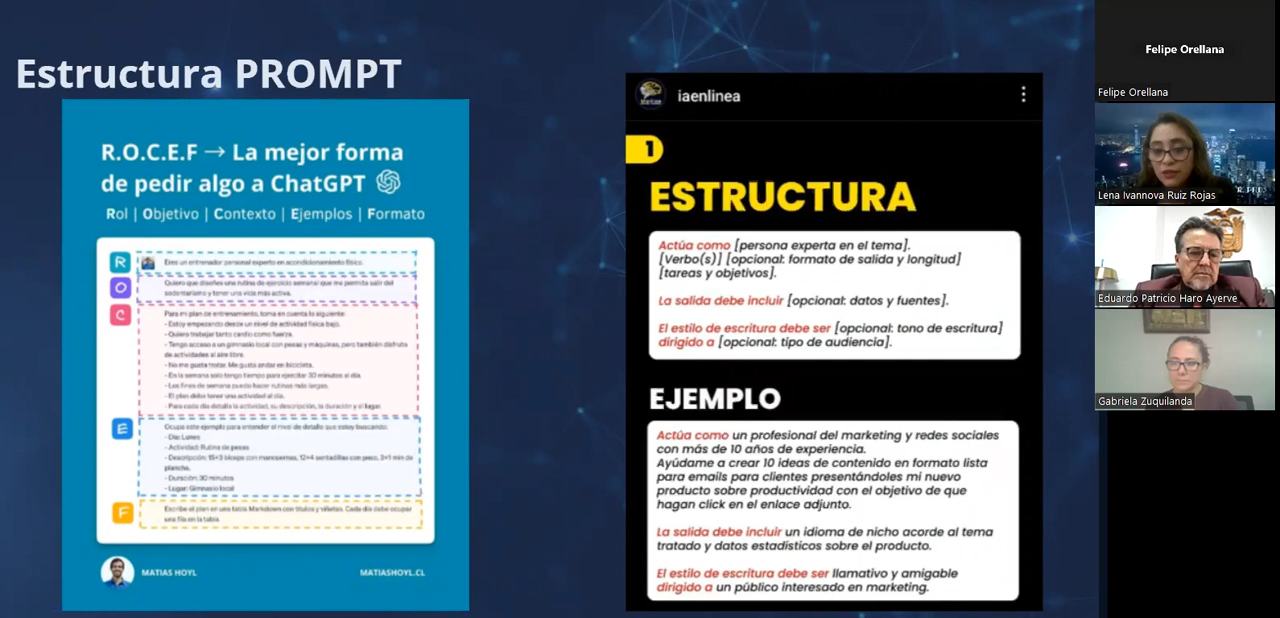 Estructura PROMPT
R.O.C.E.F → La mejor forma
de pedir algo a ChatGPT
Rol | Objetivo | Contexto | Ejemplos | Formato
R
Eres un entrenador personal experto en acondicionamiento físico.
O
Quiero que diseñes una rutina de ejercicio semanal que me permita salir del
sedentarismo y tener una vida más activa.
C
Para mi plan de entrenamiento, toma en cuenta lo siguiente:
- Estoy empezando desde un nivel de actividad física bajo.
- Quiero trabajar tanto cardio como fuerza.
- Tengo acceso a un gimnasio local con pesas y máquinas, pero también disfruto
de actividades al aire libre.
- No me gusta trotar. Me gusta andar en bicicleta.
- En la semana solo tengo tiempo para ejercitar 30 minutos al día.
- Los fines de semana puedo hacer rutinas más largas.
- El plan debe tener una actividad al día.
- Para cada día detalla la actividad, su descripción, la duración y el lugar.
E
Ocupa este ejemplo para entender el nivel de detalle que estoy buscando:
- Día: Lunes
- Actividad: Rutina de pesas
- Descripción: 15×3 bíceps con mancuernas, 12×4 sentadillas con peso, 3×1 min de
plancha.
- Duración: 30 minutos
- Lugar: Gimnasio local
F
Escribe el plan en una tabla Markdown con títulos y viñetas. Cada día debe ocupar
una fila en la tabla.
MATIAS HOYL
MATIASHOYL.CL
iaenlinea
1
ESTRUCTURA
Actúa como [persona experta en el tema].
[Verbo(s)] [opcional: formato de salida y longitud]
[tareas y objetivos].
La salida debe incluir [opcional: datos y fuentes].
El estilo de escritura debe ser [opcional: tono de escritura]
dirigido a [opcional: tipo de audiencia].
EJEMPLO
Actúa como un profesional del marketing y redes sociales
con más de 10 años de experiencia.
Ayúdame a crear 10 ideas de contenido en formato lista
para emails para clientes presentándoles mi nuevo
producto sobre productividad con el objetivo de que
hagan click en el enlace adjunto.
La salida debe incluir un idioma de nicho acorde al tema
tratado y datos estadísticos sobre el producto.
El estilo de escritura debe ser llamativo y amigable
dirigido a un público interesado en marketing.
Felipe Orellana
Felipe Orellana
Lena Ivannova Ruiz Rojas
Eduardo Patricio Haro Ayerve
Gabriela Zuquilanda